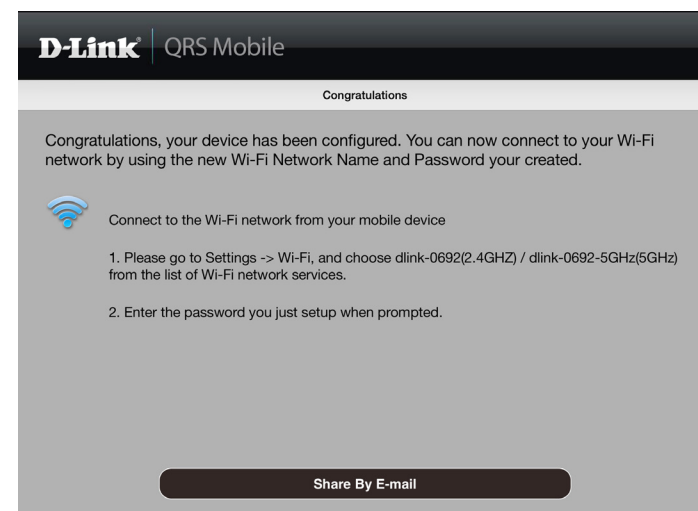 D-Link® QRS Mobile
Congratulations
Congratulations, your device has been configured. You can now connect to your Wi-Fi
network by using the new Wi-Fi Network Name and Password your created.
Connect to the Wi-Fi network from your mobile device
1. Please go to Settings -> Wi-Fi, and choose dlink-0692(2.4GHZ) / dlink-0692-5GHz(5GHz)
from the list of Wi-Fi network services.
2. Enter the password you just setup when prompted.
Share By E-mail